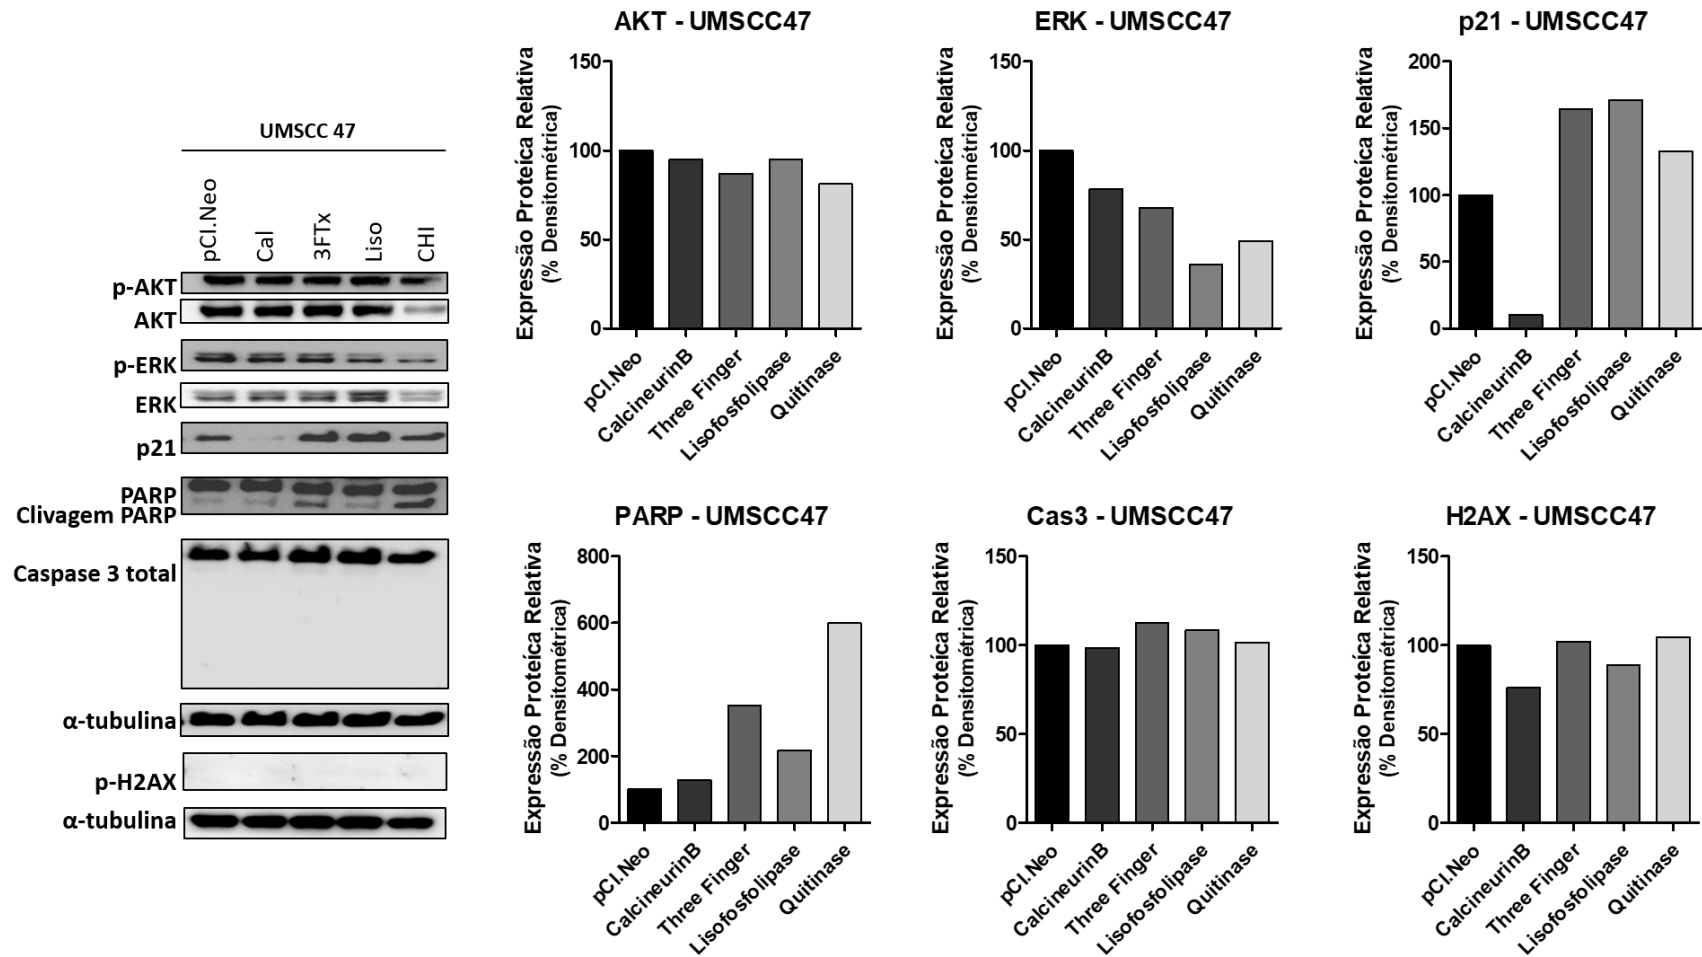 UMSCC 47
pCI.Neo
Cal
3FTx
Liso
CHI
p-AKT
AKT
p-ERK
ERK
p21
PARP
Clivagem PARP
Caspase 3 total
α-tubulina
p-H2AX
α-tubulina
AKT - UMSCC47
Expressão Proteíca Relativa
(% Densitométrica)
150
100
50
0
pCI.Neo
CalcineurinB
Three Finger
Lisofosfolipase
Quitinase
ERK - UMSCC47
Expressão Proteíca Relativa
(% Densitométrica)
150
100
50
0
pCI.Neo
CalcineurinB
Three Finger
Lisofosfolipase
Quitinase
p21 - UMSCC47
Expressão Proteíca Relativa
(% Densitométrica)
200
150
100
50
0
pCI.Neo
CalcineurinB
Three Finger
Lisofosfolipase
Quitinase
PARP - UMSCC47
Expressão Proteíca Relativa
(% Densitométrica)
800
600
400
200
0
pCI.Neo
CalcineurinB
Three Finger
Lisofosfolipase
Quitinase
Cas3 - UMSCC47
Expressão Proteíca Relativa
(% Densitométrica)
150
100
50
0
pCI.Neo
CalcineurinB
Three Finger
Lisofosfolipase
Quitinase
H2AX - UMSCC47
Expressão Proteíca Relativa
(% Densitométrica)
150
100
50
0
pCI.Neo
CalcineurinB
Three Finger
Lisofosfolipase
Quitinase